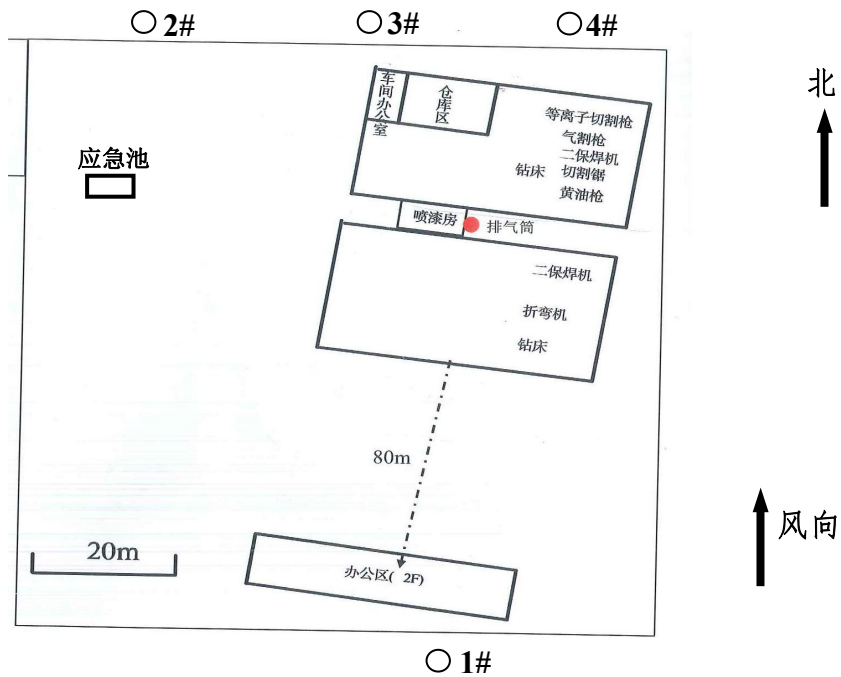 2#
3#
4#
北
车间办公室
仓库区
等离子切割枪
气割枪
二保焊机
钻床 切割锯
黄油枪
应急池
喷漆房
排气筒
二保焊机
折弯机
钻床
80m
风向
20m
办公区( 2F)
1#